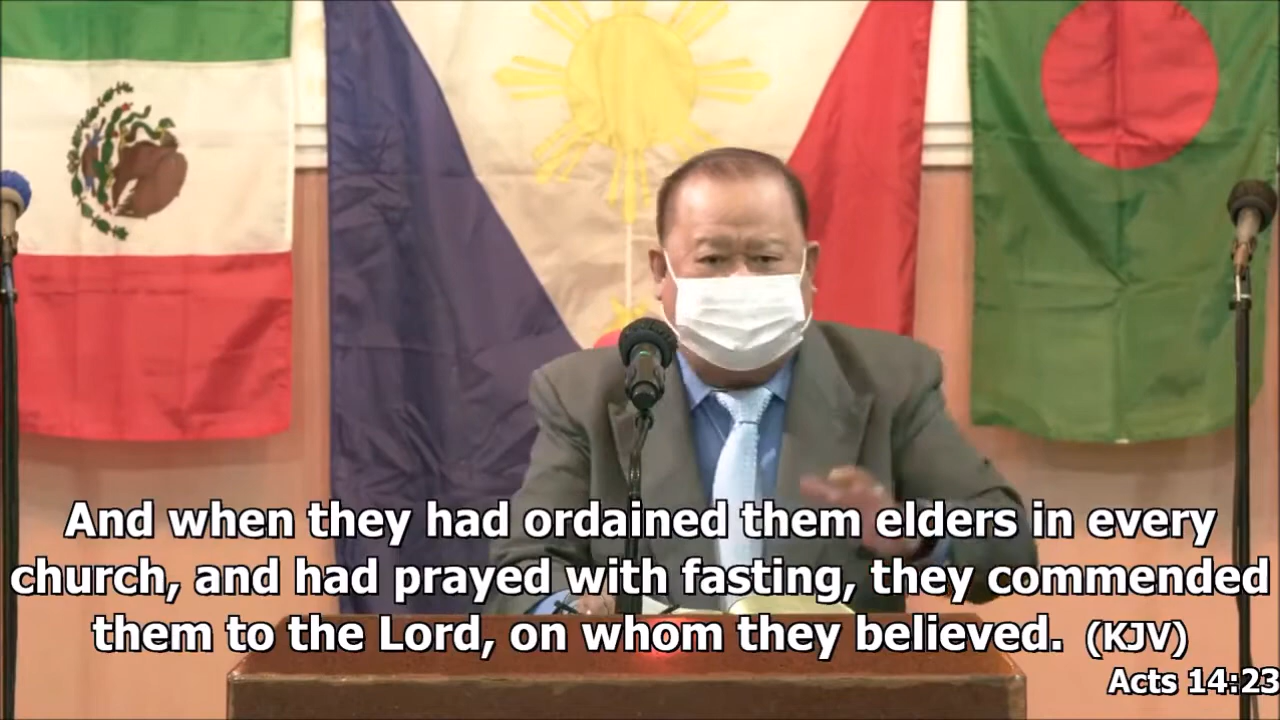 And when they had ordained them elders in every
church, and had prayed with fasting, they commended
them to the Lord, on whom they believed. (KJV)
Acts 14:23